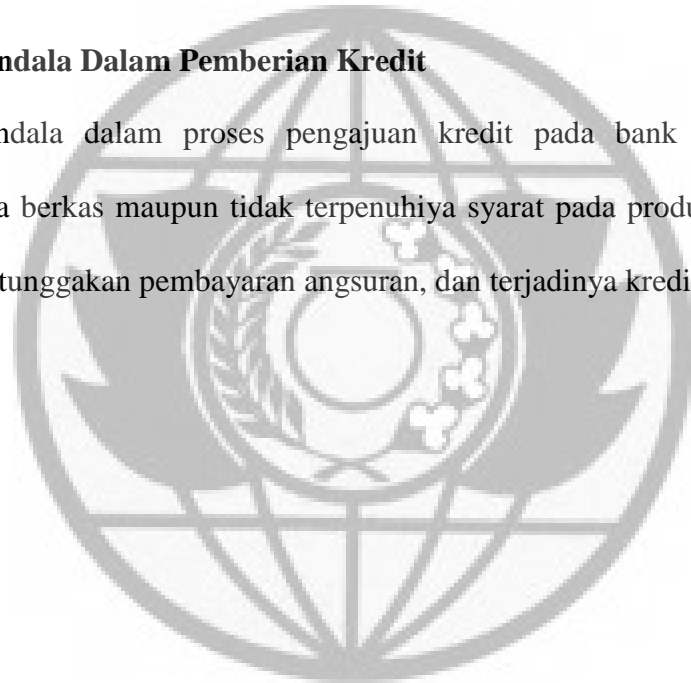 ndala Dalam Pemberian Kredit
ndala dalam proses pengajuan kredit pada bank
a berkas maupun tidak terpenuhiya syarat pada produ
tunggakan pembayaran angsuran, dan terjadinya kredi